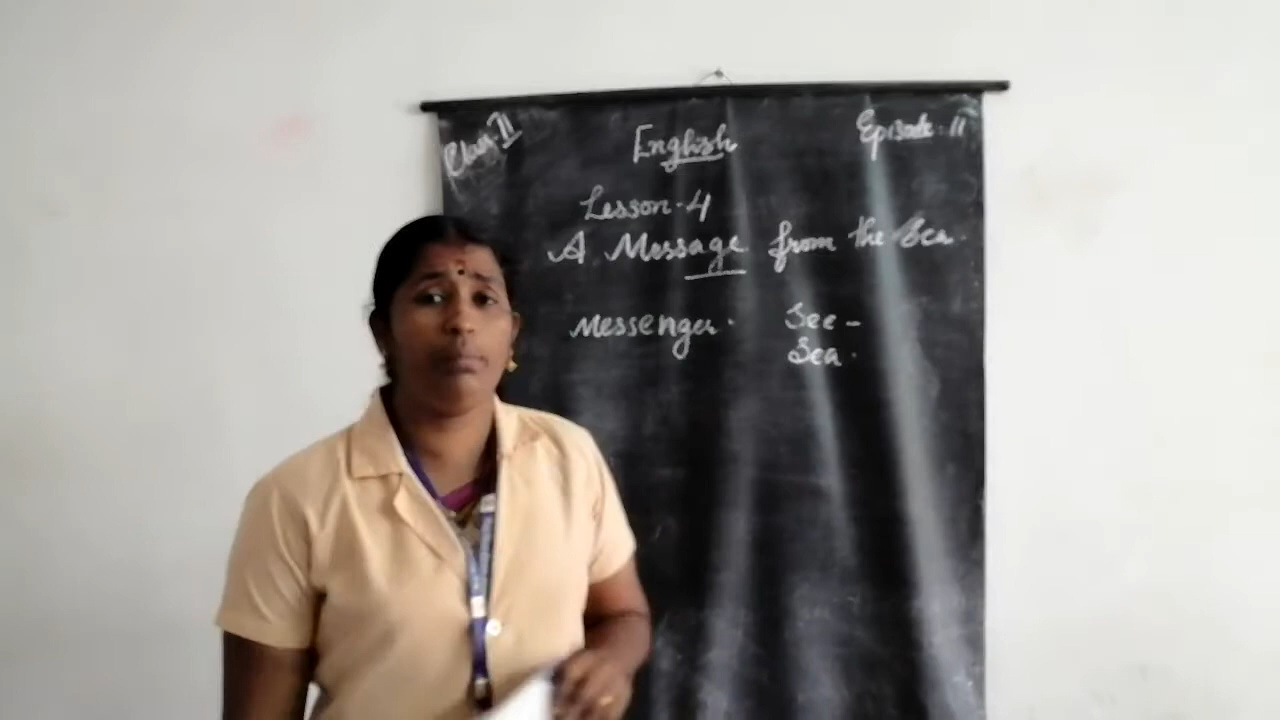 Class-II
English
Episode: 11
Lesson-4
A Message from the Sea.
Messenger.
See -
Sea.